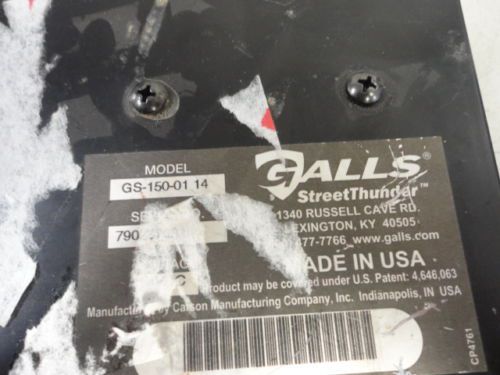 MODEL
GS-150-01 14
GALLS
StreetThunder™
1340 RUSSELL CAVE RD.
LEXINGTON, KY 40505
790
477-7766 www.galls.com
MADE IN USA
Product may be covered under U.S. Patent: 4,646,063
Manufactured by Carson Manufacturing Company, Inc. Indianapolis, IN USA
CP4761